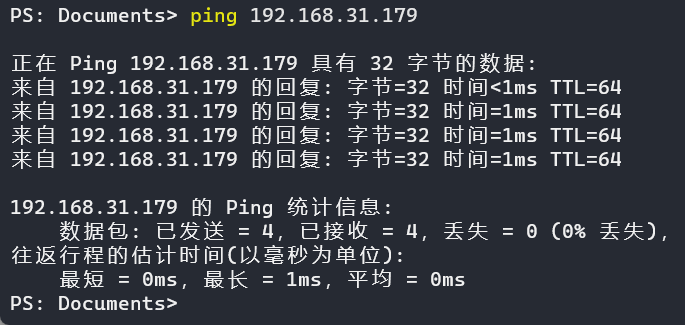 PS: Documents> ping 192.168.31.179
正在 Ping 192.168.31.179 具有 32 字节的数据:
来自 192.168.31.179 的回复: 字节=32 时间<1ms TTL=64
来自 192.168.31.179 的回复: 字节=32 时间=1ms TTL=64
来自 192.168.31.179 的回复: 字节=32 时间=1ms TTL=64
来自 192.168.31.179 的回复: 字节=32 时间=1ms TTL=64
192.168.31.179 的 Ping 统计信息:
数据包: 已发送 = 4, 已接收 = 4, 丢失 = 0 (0% 丢失),
往返行程的估计时间(以毫秒为单位):
最短 = 0ms, 最长 = 1ms, 平均 = 0ms
PS: Documents>